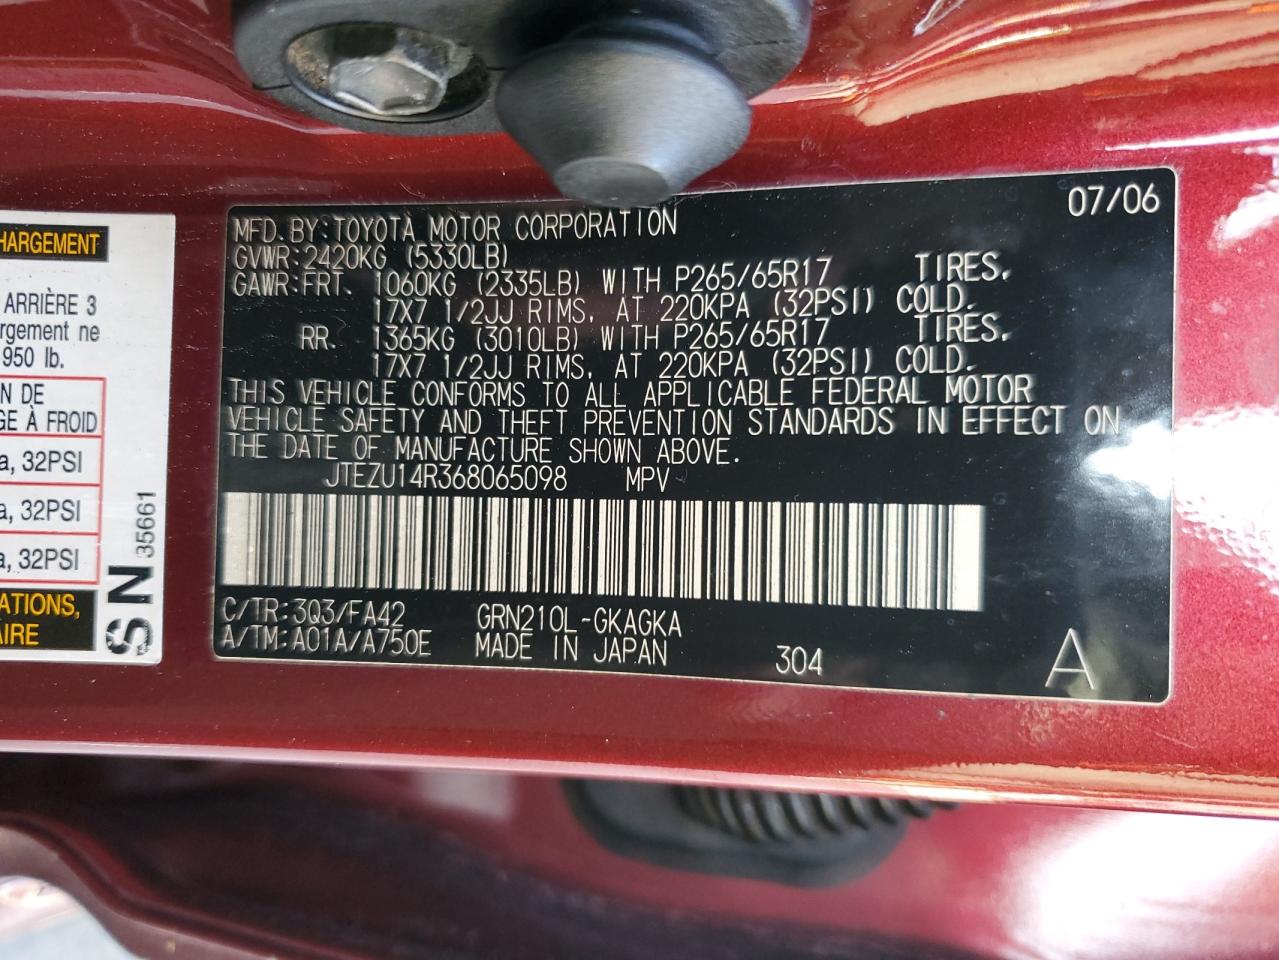 HARGEMENT
ARRIÈRE 3
argement ne
950 lb.
ON DE
GE À FROID
a, 32PSI
a, 32PSI
a, 32PSI
ATIONS,
AIRE
SN 35661
07/06
MFD. BY: TOYOTA MOTOR CORPORATION
GVWR: 2420KG (5330LB)
GAWR: FRT. 1060KG (2335LB) WITH P265/65R17 TIRES,
17X7 1/2JJ RIMS, AT 220KPA (32PSI) COLD.
RR. 1365KG (3010LB) WITH P265/65R17 TIRES,
17X7 1/2JJ RIMS, AT 220KPA (32PSI) COLD.
THIS VEHICLE CONFORMS TO ALL APPLICABLE FEDERAL MOTOR
VEHICLE SAFETY AND THEFT PREVENTION STANDARDS IN EFFECT ON
THE DATE OF MANUFACTURE SHOWN ABOVE.
JTEZU14R368065098 MPV
C/TR: 3Q3/FA42 GRN210L-GKAGKA
A/TM: A01A/A750E MADE IN JAPAN 304 A